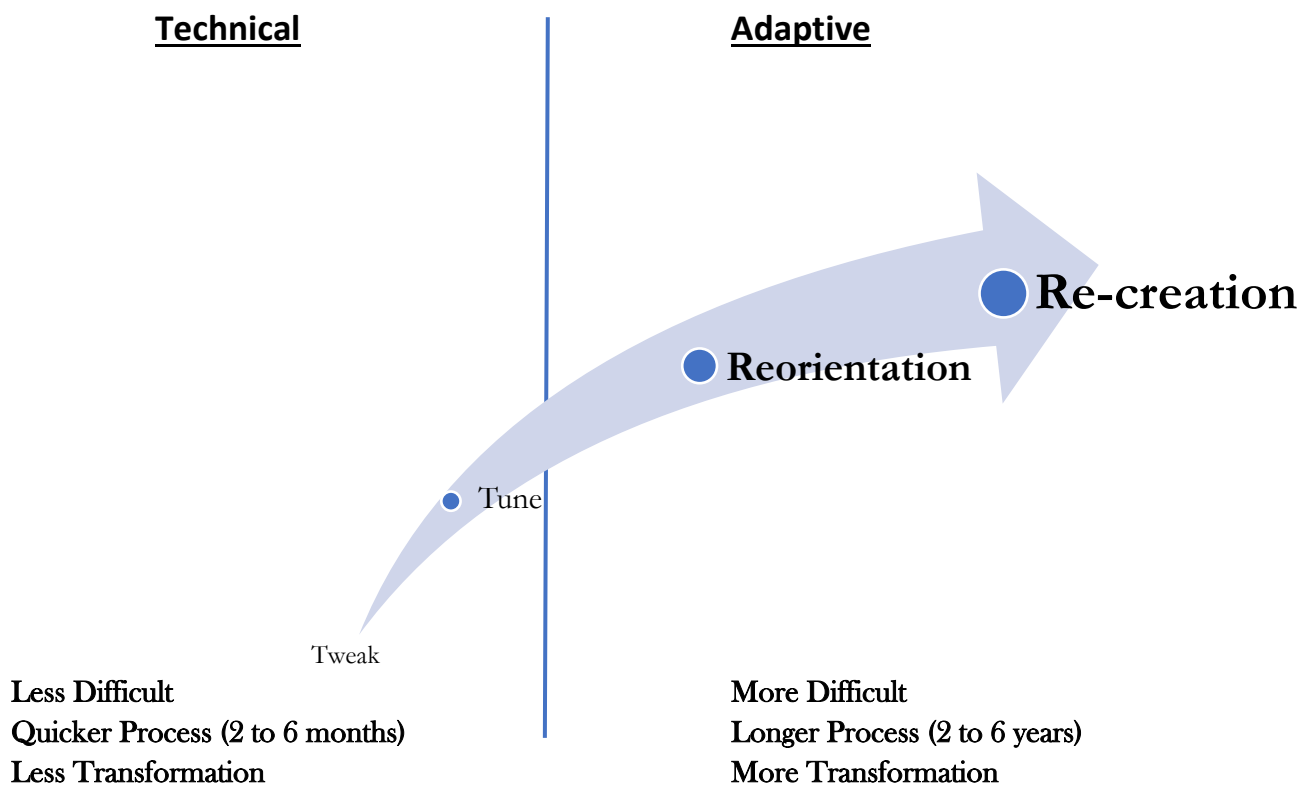 Technical
Adaptive
Re-creation
Reorientation
Tune
Tweak
Less Difficult
Quicker Process (2 to 6 months)
Less Transformation
More Difficult
Longer Process (2 to 6 years)
More Transformation